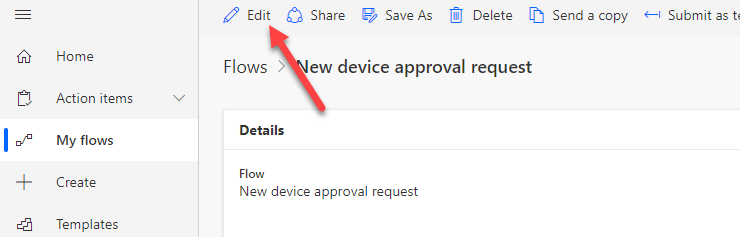 Edit Share Save As Delete Send a copy Submit as te
Home
Flows > New device approval request
Action items
Details
My flows
Flow
Create
New device approval request
Templates